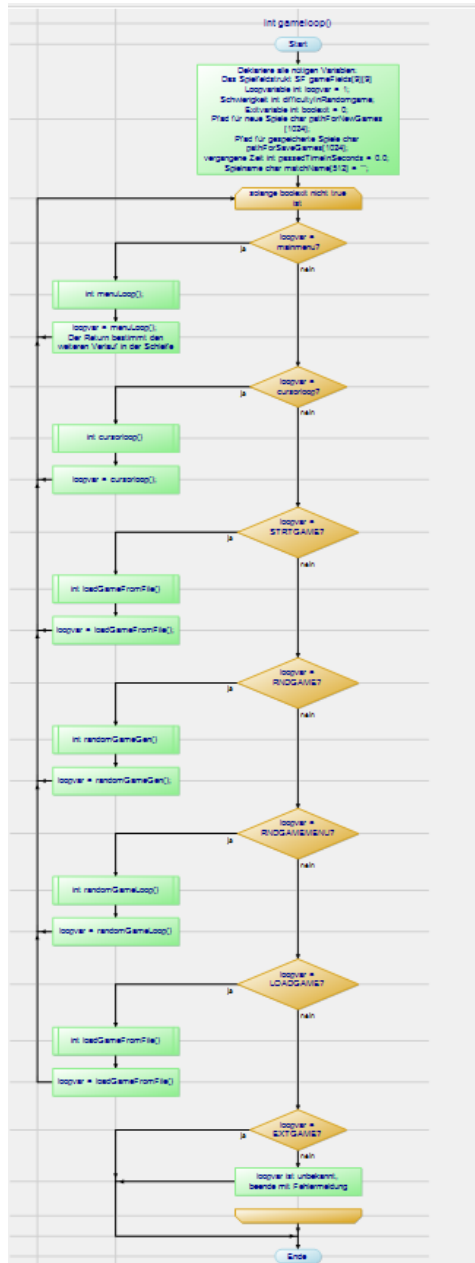 int gameloop()
Start
Deklariere alle nötigen Variablen:
Das Spielfeldstrukt SF gameFields[9][9]
Loopvariable int loopvar = 1;
Schwierigkeit int difficultyInRandomgame;
Exitvariable int boolexit = 0;
Pfad für neue Spiele char pathForNewGames
[1024];
Pfad für gespeicherte Spiele char
pathForSaveGames[1024];
vergangene Zeit int passedTimeInSeconds = 0.0;
Spielname char matchName[512] = "";
solange boolexit nicht true
ist
loopvar =
mainmenu?
ja
nein
int menuLoop();
loopvar = menuLoop();
Der Return bestimmt den
weiteren Verlauf in der Schleife
loopvar =
cursorloop?
ja
nein
int cursorloop()
loopvar = cursorloop();
loopvar =
STRTGAME?
ja
nein
int loadGameFromFile()
loopvar = loadGameFromFile();
loopvar =
RNDGAME?
ja
nein
int randomGameGen()
loopvar = randomGameGen();
loopvar =
RNDGAMEMENU?
ja
nein
int randomGameLoop()
loopvar = randomGameLoop()
loopvar =
LOADGAME?
ja
nein
int loadGameFromFile()
loopvar = loadGameFromFile()
loopvar =
EXTGAME?
ja
nein
loopvar ist unbekannt,
beende mit Fehlermeldung
Ende